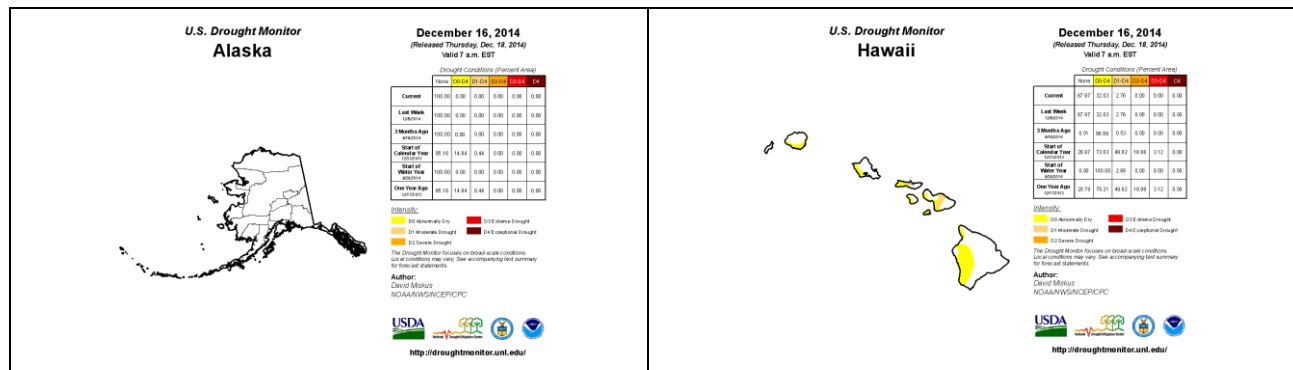 U.S. Drought Monitor
Alaska
December 16, 2014
(Released Thursday, Dec. 18, 2014)
Valid 7 a.m. EST
Drought Conditions (Percent Area)
None D0-D4 D1-D4 D2-D4 D3-D4 D4
Current 100.00 0.00 0.00 0.00 0.00 0.00
Last Week 100.00 0.00 0.00 0.00 0.00 0.00
3 Months Ago 100.00 0.00 0.00 0.00 0.00 0.00
Start of
Calendar Year 85.16 14.84 0.44 0.00 0.00 0.00
Start of
Water Year 100.00 0.00 0.00 0.00 0.00 0.00
One Year Ago 85.16 14.84 0.44 0.00 0.00 0.00
Intensity:
D0 Abnormally Dry D3 Extreme Drought
D1 Moderate Drought D4 Exceptional Drought
D2 Severe Drought
The Drought Monitor focuses on broad-scale conditions.
Local conditions may vary. See accompanying text summary
for forecast statements.
Author:
David Miskus
NOAA/NWS/NCEP/CPC
USDA
http://droughtmonitor.unl.edu/
U.S. Drought Monitor
Hawaii
December 16, 2014
(Released Thursday, Dec. 18, 2014)
Valid 7 a.m. EST
Drought Conditions (Percent Area)
None D0-D4 D1-D4 D2-D4 D3-D4 D4
Current 67.97 32.03 2.76 0.00 0.00 0.00
Last Week 67.97 32.03 2.76 0.00 0.00 0.00
3 Months Ago 0.01 0.53 0.00 0.00 0.00
Start of
Calendar Year 73.03 49.62 19.98 3.12 0.00
Start of
Water Year 0.00 100.00 2.68 0.00 0.00 0.00
One Year Ago 20.79 79.21 49.62 19.99 3.12 0.00
Intensity:
D0 Abnormally Dry D3 Extreme Drought
D1 Moderate Drought D4 Exceptional Drought
D2 Severe Drought
The Drought Monitor focuses on broad-scale conditions.
Local conditions may vary. See accompanying text summary
for forecast statements.
Author:
David Miskus
NOAA/NWS/NCEP/CPC
USDA
http://droughtmonitor.unl.edu/